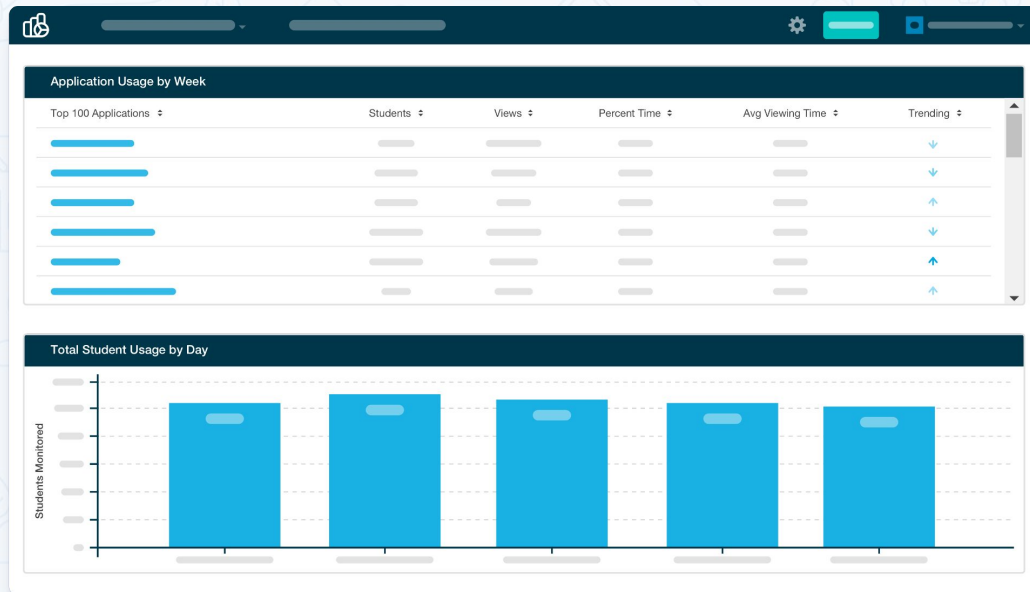 Application Usage by Week
Top 100 Applications Students Views Percent Time Avg Viewing Time Trending
Total Student Usage by Day
Students Monitored